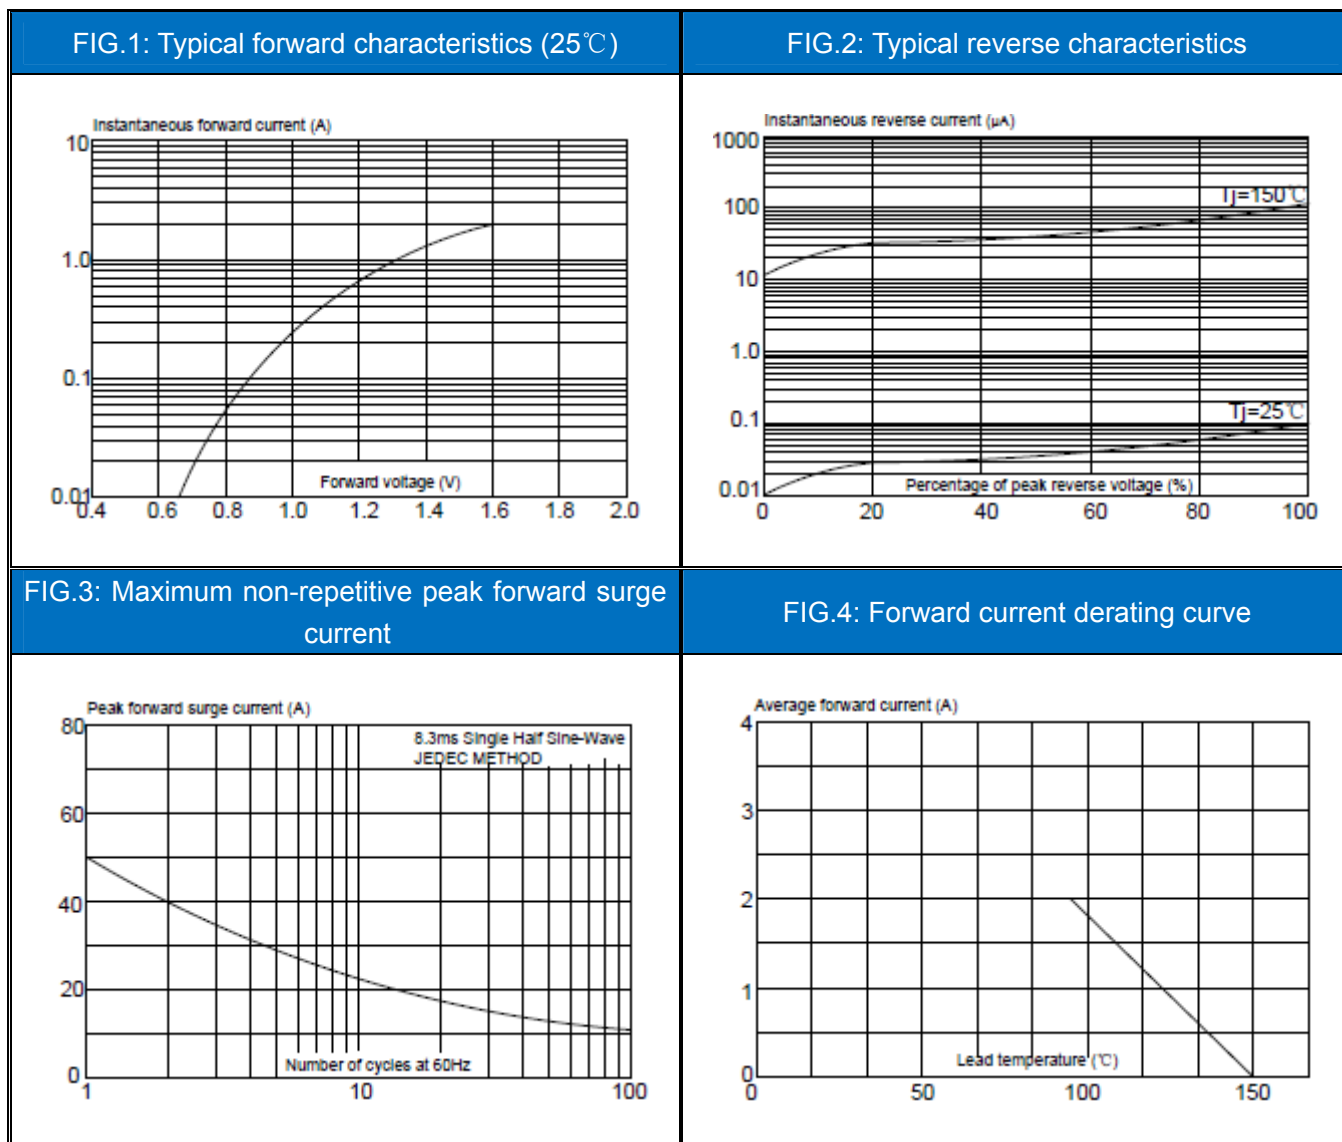 FIG.1: Typical forward characteristics (25℃)
FIG.2: Typical reverse characteristics
Instantaneous forward current (A)
10
1.0
0.1
0.01
Forward voltage (V)
0.4 0.6 0.8 1.0 1.2 1.4 1.6 1.8 2.0
Instantaneous reverse current (μA)
1000
Tj=150℃
100
10
1.0
Tj=25℃
0.1
0.01
Percentage of peak reverse voltage (%)
0 20 40 60 80 100
FIG.3: Maximum non-repetitive peak forward surge
current
FIG.4: Forward current derating curve
Peak forward surge current (A)
80
8.3ms Single Half Sine-Wave
JEDEC METHOD
60
40
20
0
Number of cycles at 60Hz
1 10 100
Average forward current (A)
4
3
2
1
0
Lead temperature (℃)
0 50 100 150